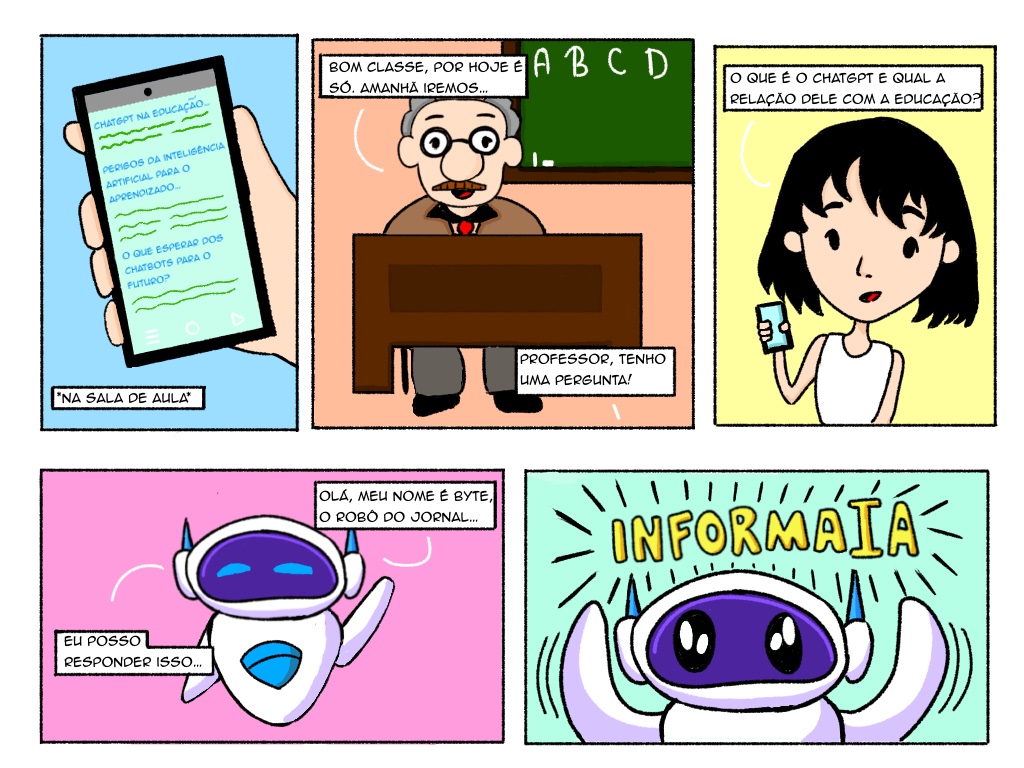 CHATGPT NA EDUCAÇÃO...
PERIGOS DA INTELIGÊNCIA
ARTIFICIAL PARA O
APRENDIZADO...
O QUE ESPERAR DOS
CHATBOTS PARA O
FUTURO?
*NA SALA DE AULA*
BOM CLASSE, POR HOJE É
SÓ. AMANHÃ IREMOS...
A B C D
PROFESSOR, TENHO
UMA PERGUNTA!
O QUE É O CHATGPT E QUAL A
RELAÇÃO DELE COM A EDUCAÇÃO?
OLÁ, MEU NOME É BYTE,
O ROBÔ DO JORNAL...
EU POSSO
RESPONDER ISSO...
INFORMAIA